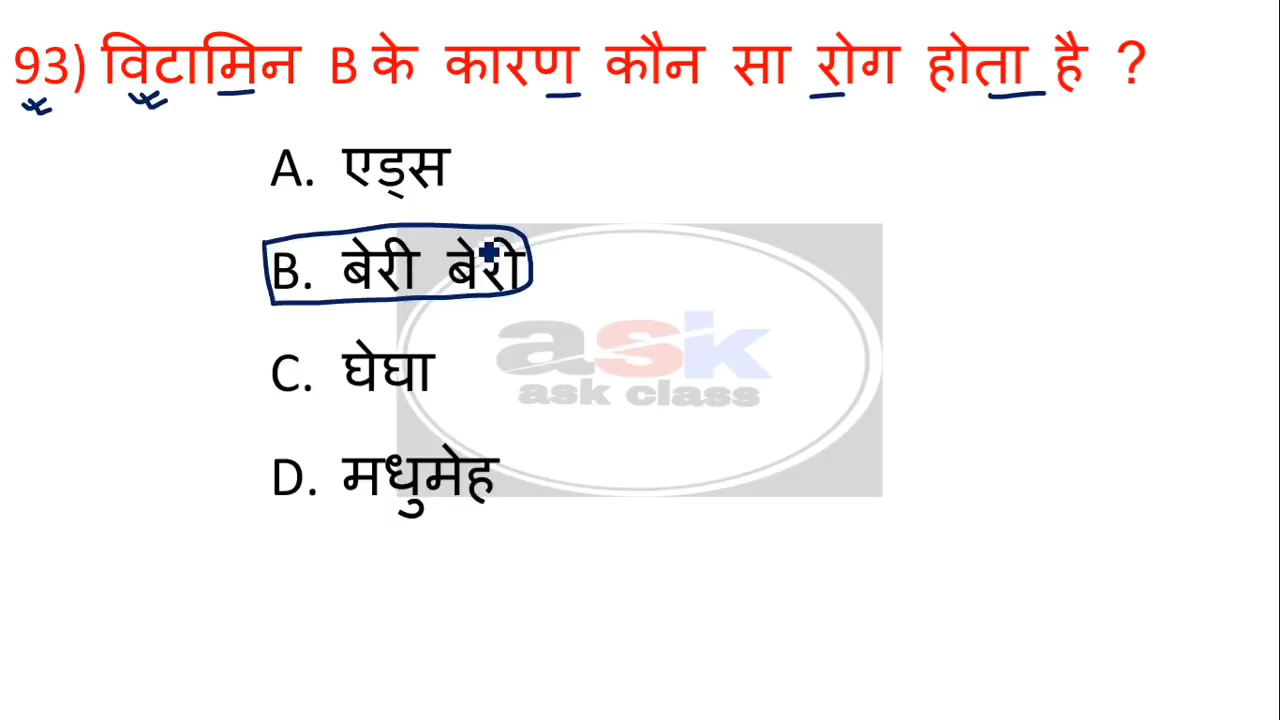 93) विटामिन B के कारण कौन सा रोग होता है ?
A. एड्स
B. बेरी बेरी
C. घेघा
D. मधुमेह
ask
ask class